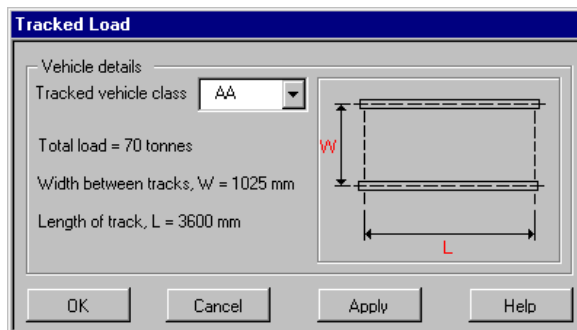 Tracked Load
Vehicle details
Tracked vehicle class AA
Total load = 70 tonnes
Width between tracks, W = 1025 mm
Length of track, L = 3600 mm
W
L
OK Cancel Apply Help